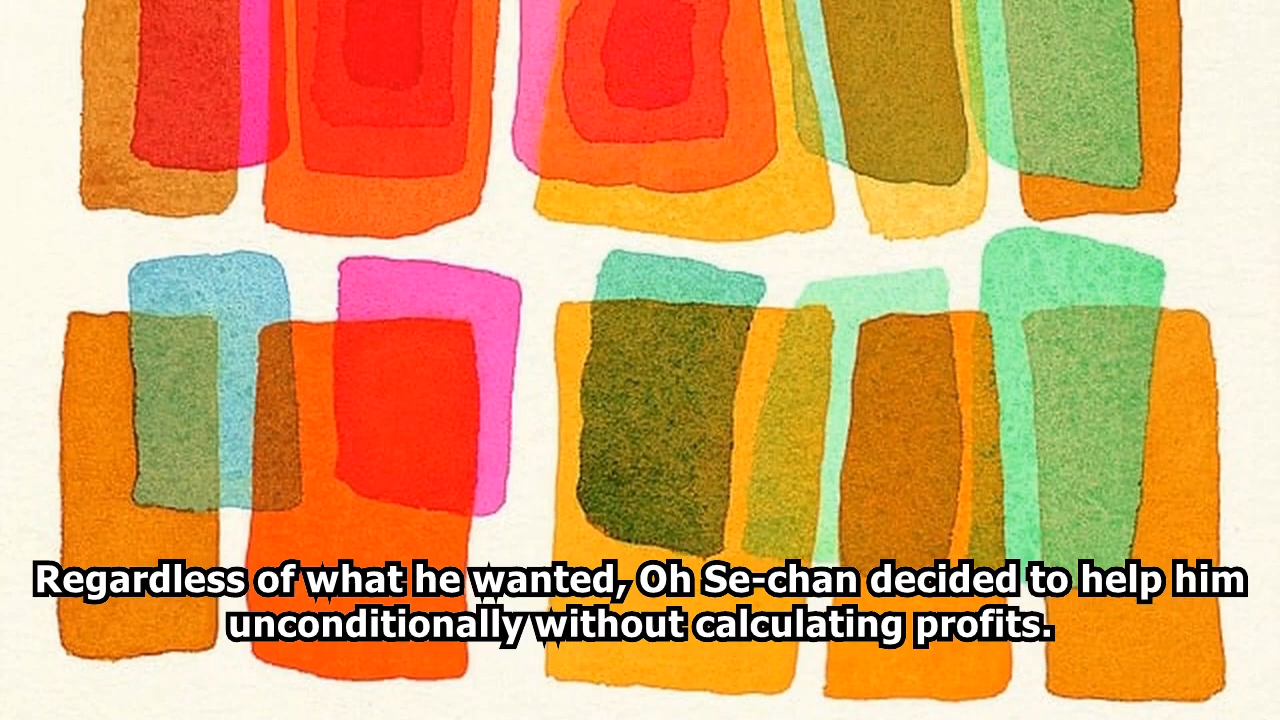 Regardless of what he wanted, Oh Se-chan decided to help him
unconditionally without calculating profits.